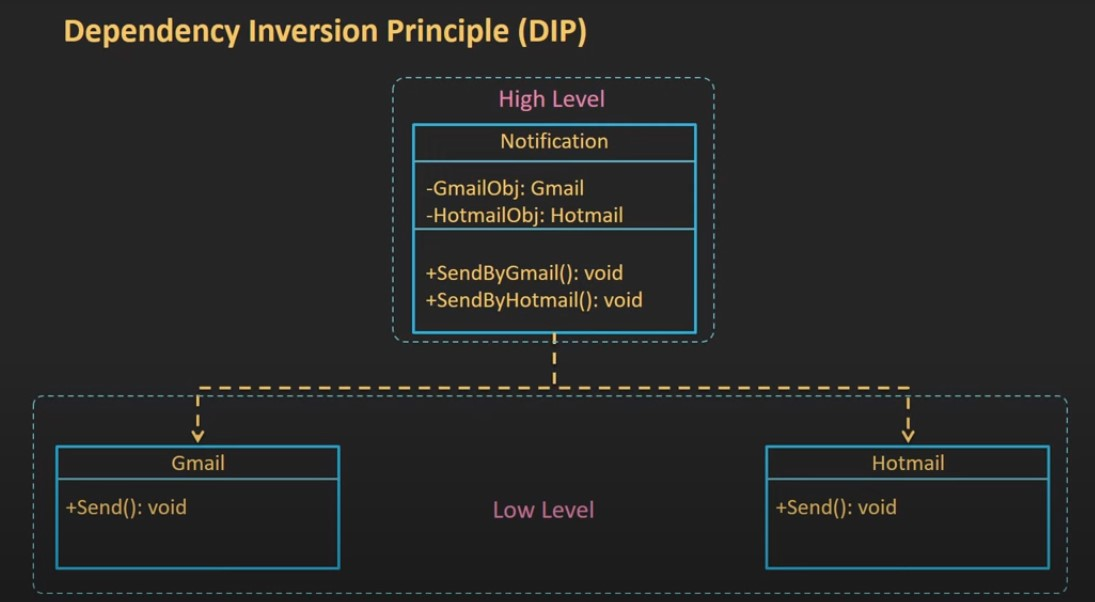 Dependency Inversion Principle (DIP)
High Level
Notification
-GmailObj: Gmail
-HotmailObj: Hotmail
+SendByGmail(): void
+SendByHotmail(): void
Gmail
+Send(): void
Low Level
Hotmail
+Send(): void